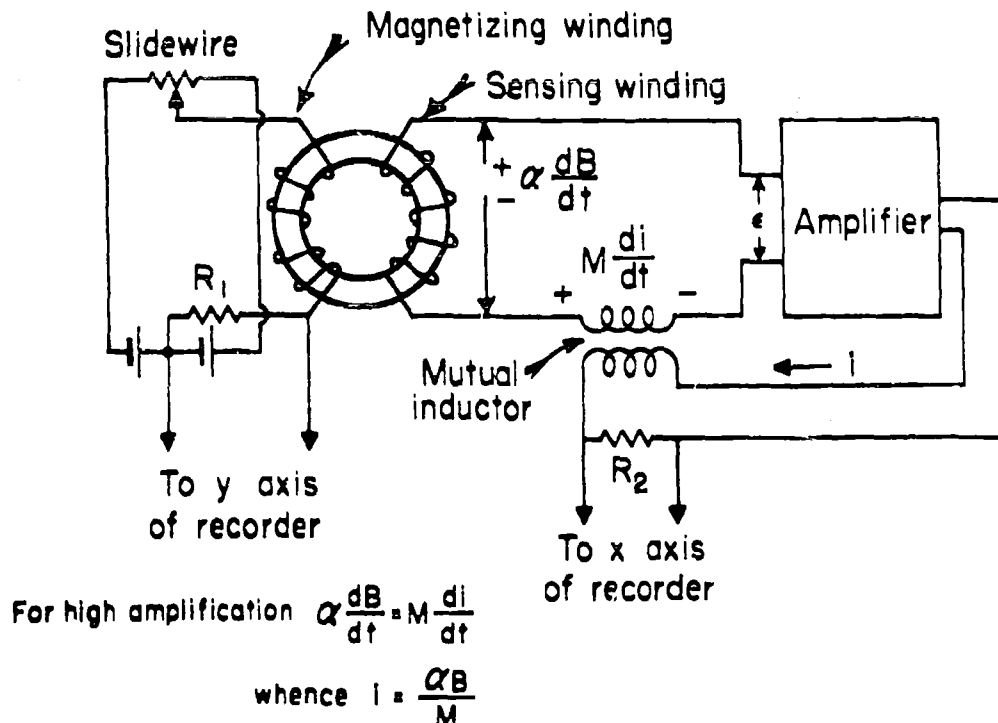 Magnetizing winding
Slidewire
Sensing winding
+
α dB/dt
-
ϵ
Amplifier
M di/dt
+ -
R1
Mutual
inductor
i
R2
To y axis
of recorder
To x axis
of recorder
For high amplification α dB/dt = M di/dt
whence i = αB/M